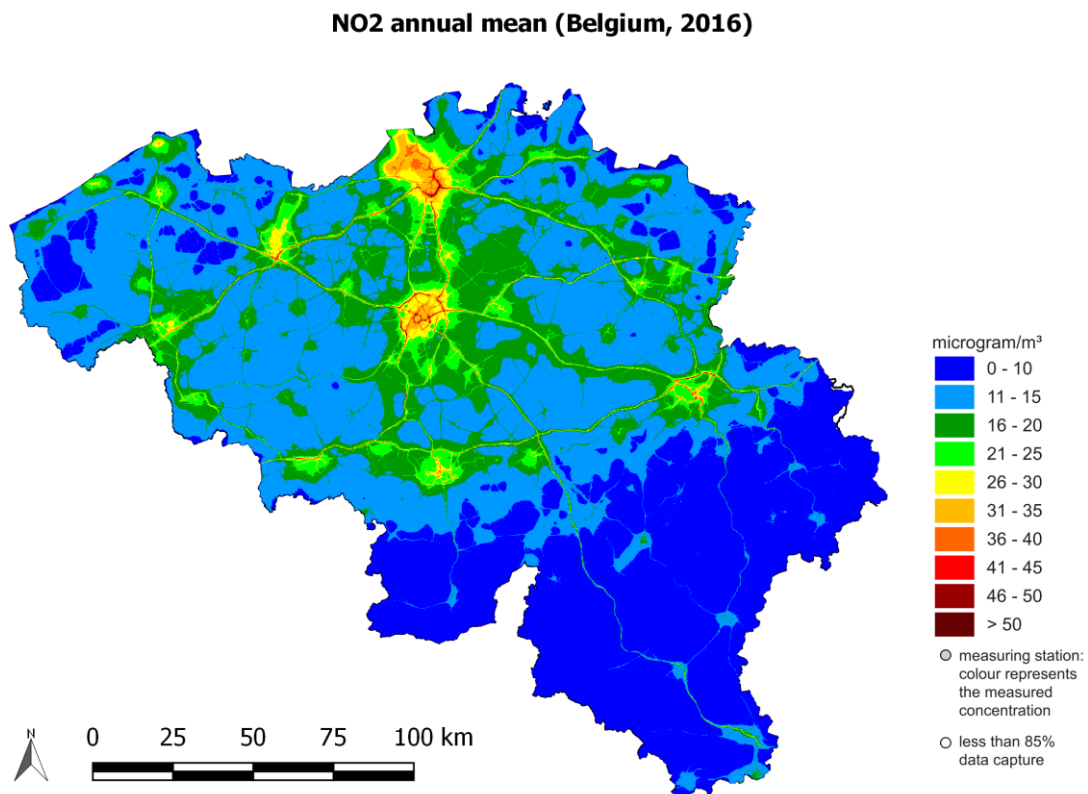 NO2 annual mean (Belgium, 2016)
microgram/m³
0 - 10
11 - 15
16 - 20
21 - 25
26 - 30
31 - 35
36 - 40
41 - 45
46 - 50
> 50
measuring station:
colour represents
the measured
concentration
less than 85%
data capture
N
0 25 50 75 100 km